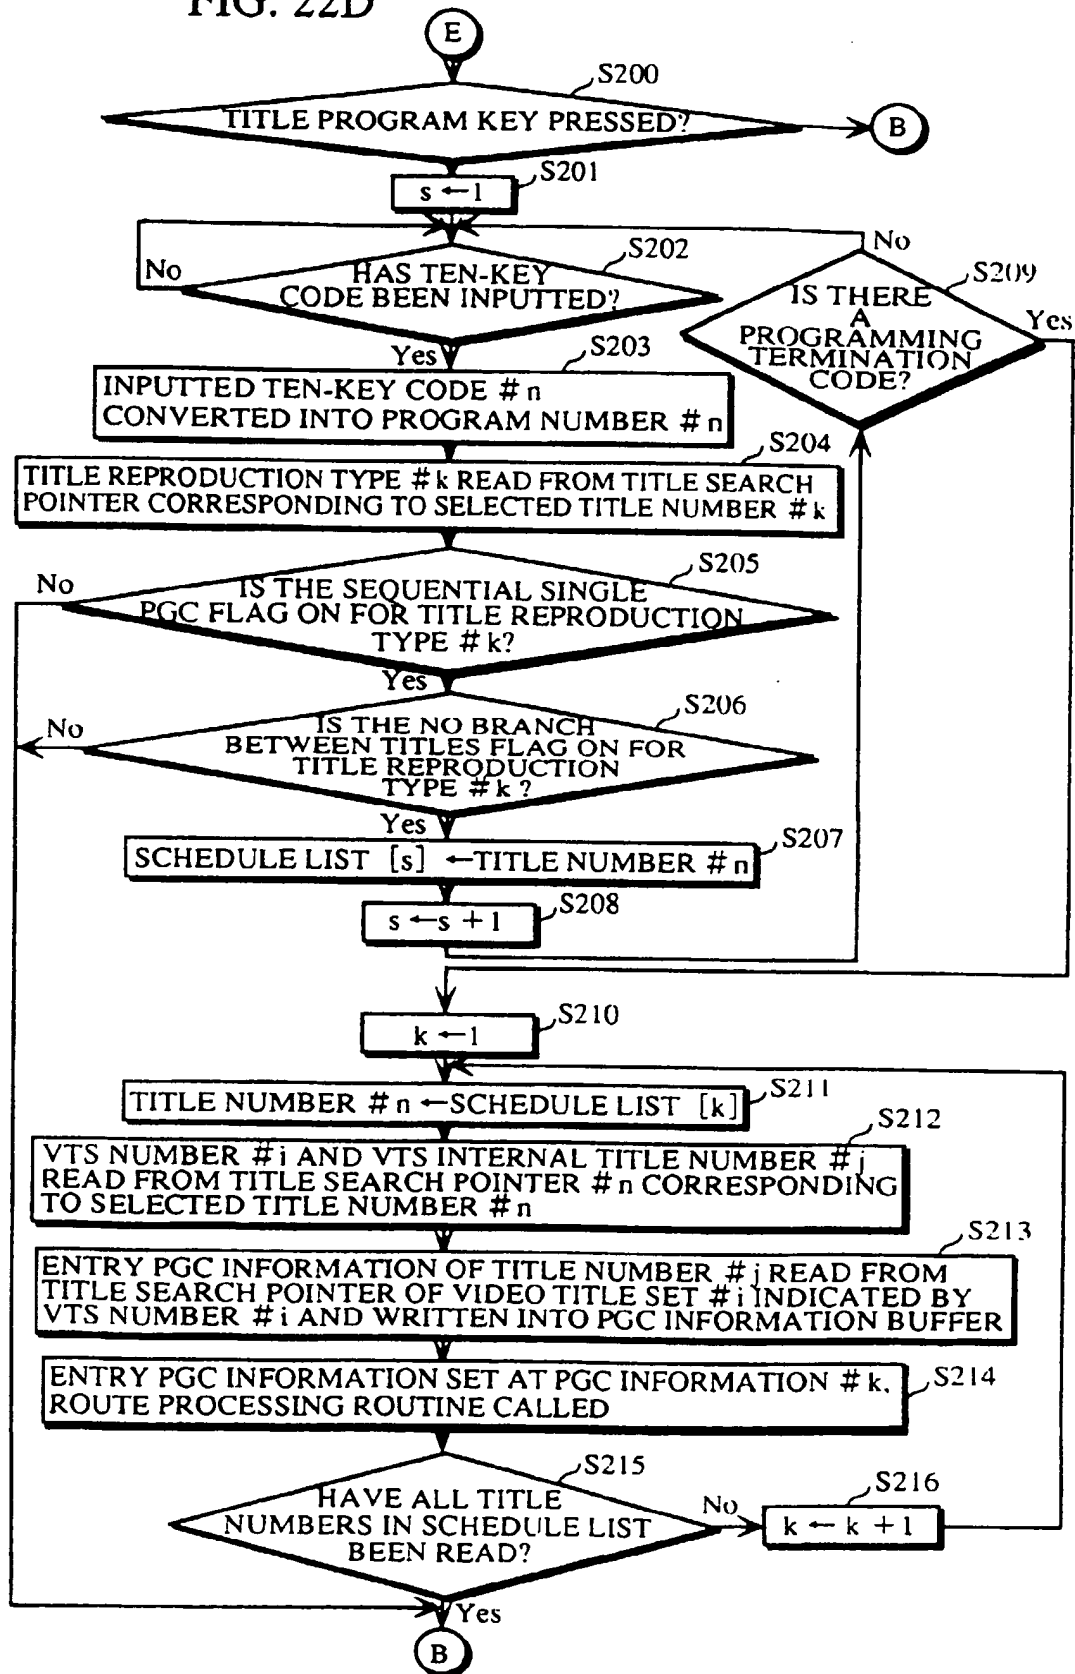 FIG. 22D
E
S200
TITLE PROGRAM KEY PRESSED?
B
S201
s ← 1
S202
No
HAS TEN-KEY
CODE BEEN INPUTTED?
No
S209
IS THERE
A
PROGRAMMING
TERMINATION
CODE?
Yes
Yes
S203
INPUTTED TEN-KEY CODE #n
CONVERTED INTO PROGRAM NUMBER #n
S204
TITLE REPRODUCTION TYPE #k READ FROM TITLE SEARCH
POINTER CORRESPONDING TO SELECTED TITLE NUMBER #k
S205
No
IS THE SEQUENTIAL SINGLE
PGC FLAG ON FOR TITLE REPRODUCTION
TYPE #k?
Yes
S206
No
IS THE NO BRANCH
BETWEEN TITLES FLAG ON FOR
TITLE REPRODUCTION
TYPE #k?
Yes
S207
SCHEDULE LIST [s] ← TITLE NUMBER #n
S208
s ← s + 1
S210
k ← 1
S211
TITLE NUMBER #n ← SCHEDULE LIST [k]
S212
VTS NUMBER #i AND VTS INTERNAL TITLE NUMBER #j
READ FROM TITLE SEARCH POINTER #n CORRESPONDING
TO SELECTED TITLE NUMBER #n
S213
ENTRY PGC INFORMATION OF TITLE NUMBER #j READ FROM
TITLE SEARCH POINTER OF VIDEO TITLE SET #i INDICATED BY
VTS NUMBER #i AND WRITTEN INTO PGC INFORMATION BUFFER
S214
ENTRY PGC INFORMATION SET AT PGC INFORMATION #k,
ROUTE PROCESSING ROUTINE CALLED
S215
HAVE ALL TITLE
NUMBERS IN SCHEDULE LIST
BEEN READ?
No
S216
k ← k + 1
Yes
B